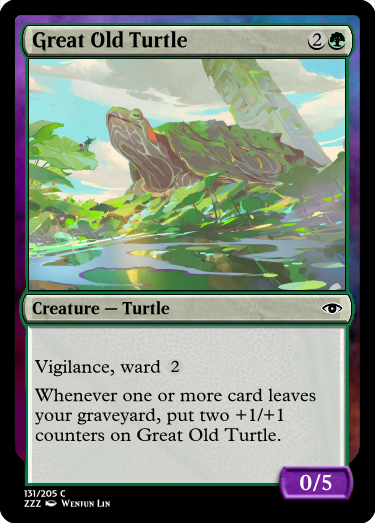 Great Old Turtle 2
Creature — Turtle
Vigilance, ward 2
Whenever one or more card leaves
your graveyard, put two +1/+1
counters on Great Old Turtle.
0/5
131/205 C
ZZZ Wenjun Lin